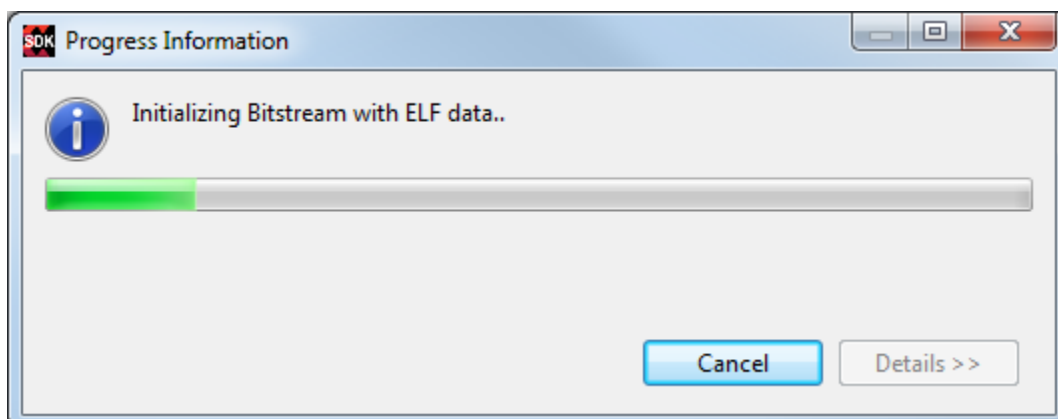 SDK Progress Information
Initializing Bitstream with ELF data..
Cancel
Details >>